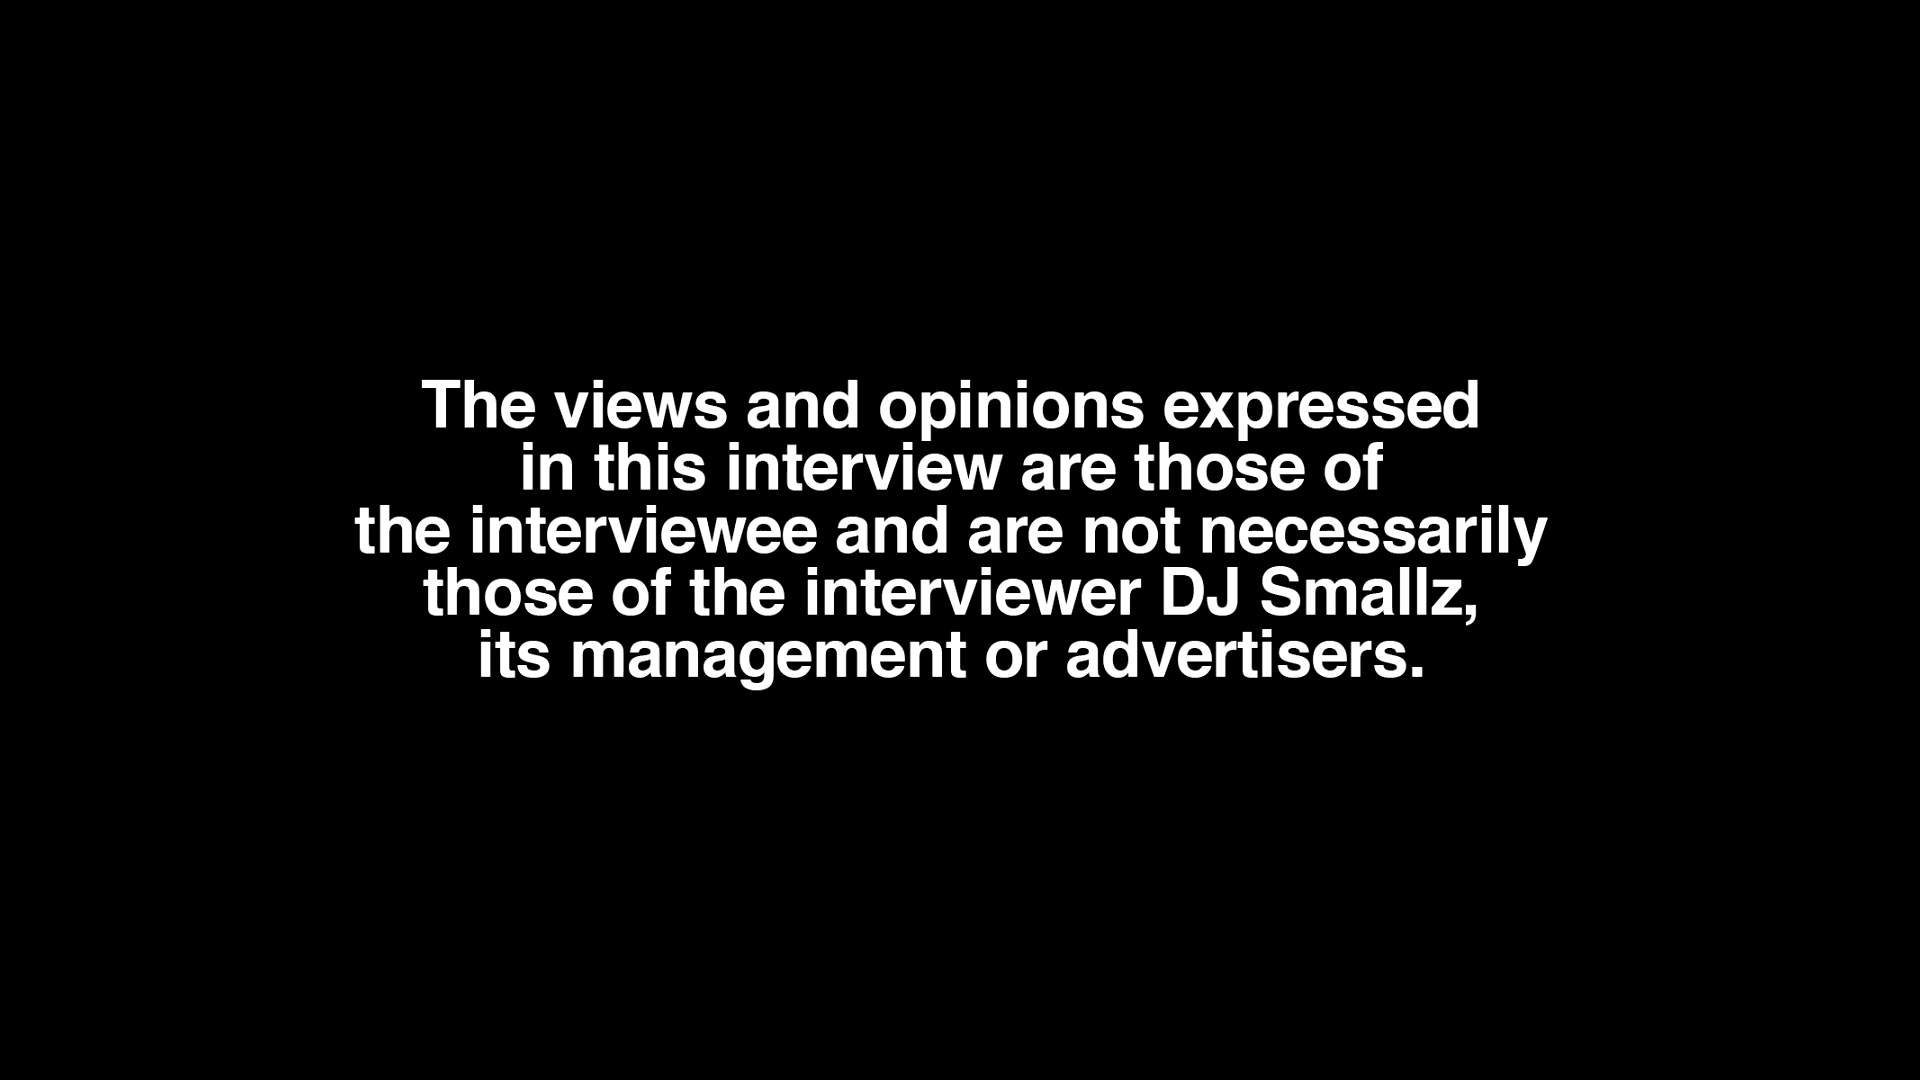 The views and opinions expressed
in this interview are those of
the interviewee and are not necessarily
those of the interviewer DJ Smallz,
its management or advertisers.